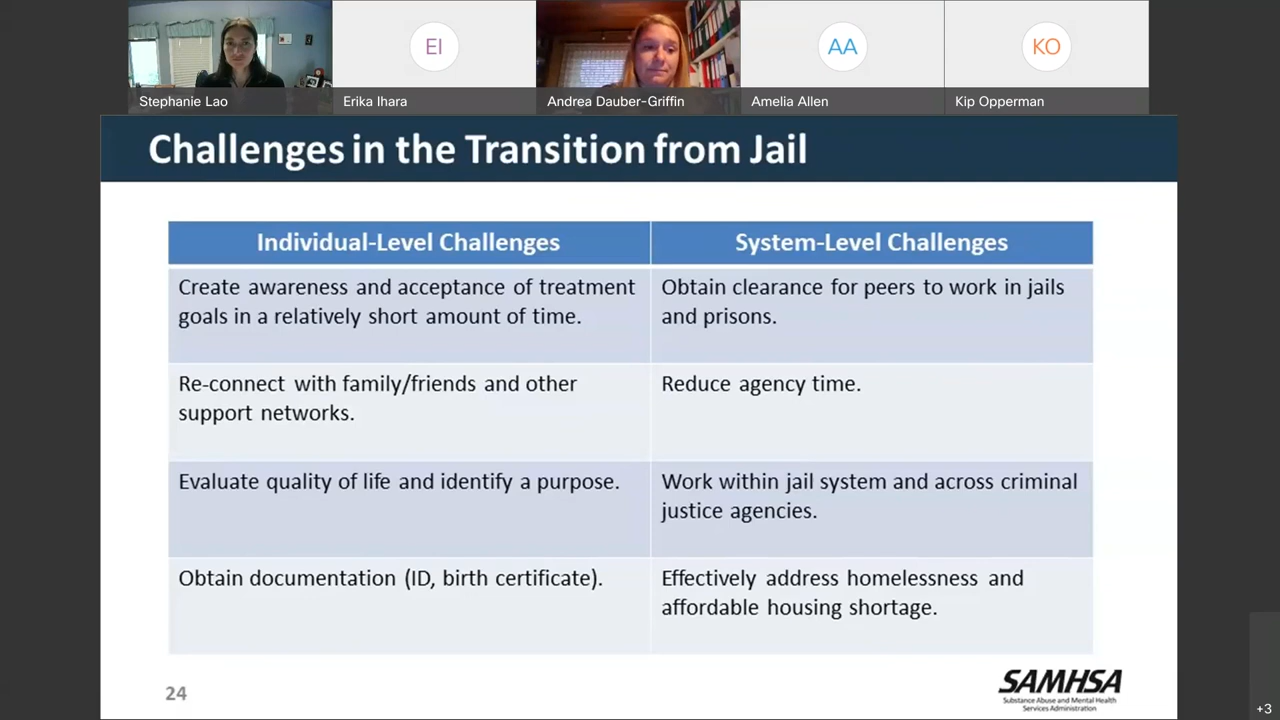 EI
AA
KO
Stephanie Lao
Erika Ihara
Andrea Dauber-Griffin
Amelia Allen
Kip Opperman
Challenges in the Transition from Jail
Individual-Level Challenges
System-Level Challenges
Create awareness and acceptance of treatment
goals in a relatively short amount of time.
Obtain clearance for peers to work in jails
and prisons.
Re-connect with family/friends and other
support networks.
Reduce agency time.
Evaluate quality of life and identify a purpose.
Work within jail system and across criminal
justice agencies.
Obtain documentation (ID, birth certificate).
Effectively address homelessness and
affordable housing shortage.
24
SAMHSA
Substance Abuse and Mental Health
Services Administration
+3